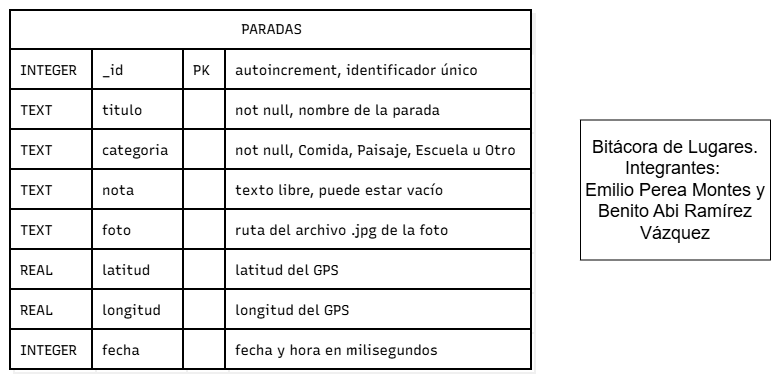 PARADAS
INTEGER _id PK autoincrement, identificador único
TEXT titulo not null, nombre de la parada
TEXT categoria not null, Comida, Paisaje, Escuela u Otro
TEXT nota texto libre, puede estar vacío
TEXT foto ruta del archivo .jpg de la foto
REAL latitud latitud del GPS
REAL longitud longitud del GPS
INTEGER fecha fecha y hora en milisegundos
Bitácora de Lugares.
Integrantes:
Emilio Perea Montes y
Benito Abi Ramírez
Vázquez